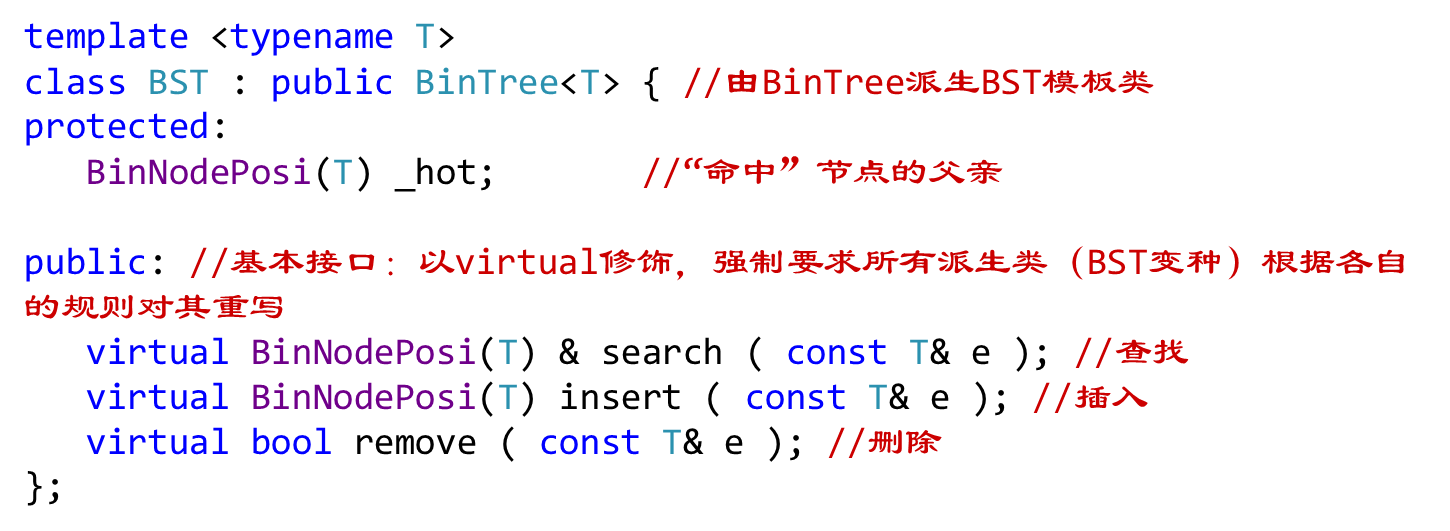 template <typename T>
class BST : public BinTree<T> { //由BinTree派生BST模板类
protected:
   BinNodePosi(T) _hot;       //“命中”节点的父亲
public: //基本接口：以virtual修饰，强制要求所有派生类（BST变种）根据各自
的规则对其重写
   virtual BinNodePosi(T) & search ( const T& e ); //查找
   virtual BinNodePosi(T) insert ( const T& e ); //插入
   virtual bool remove ( const T& e ); //删除
};